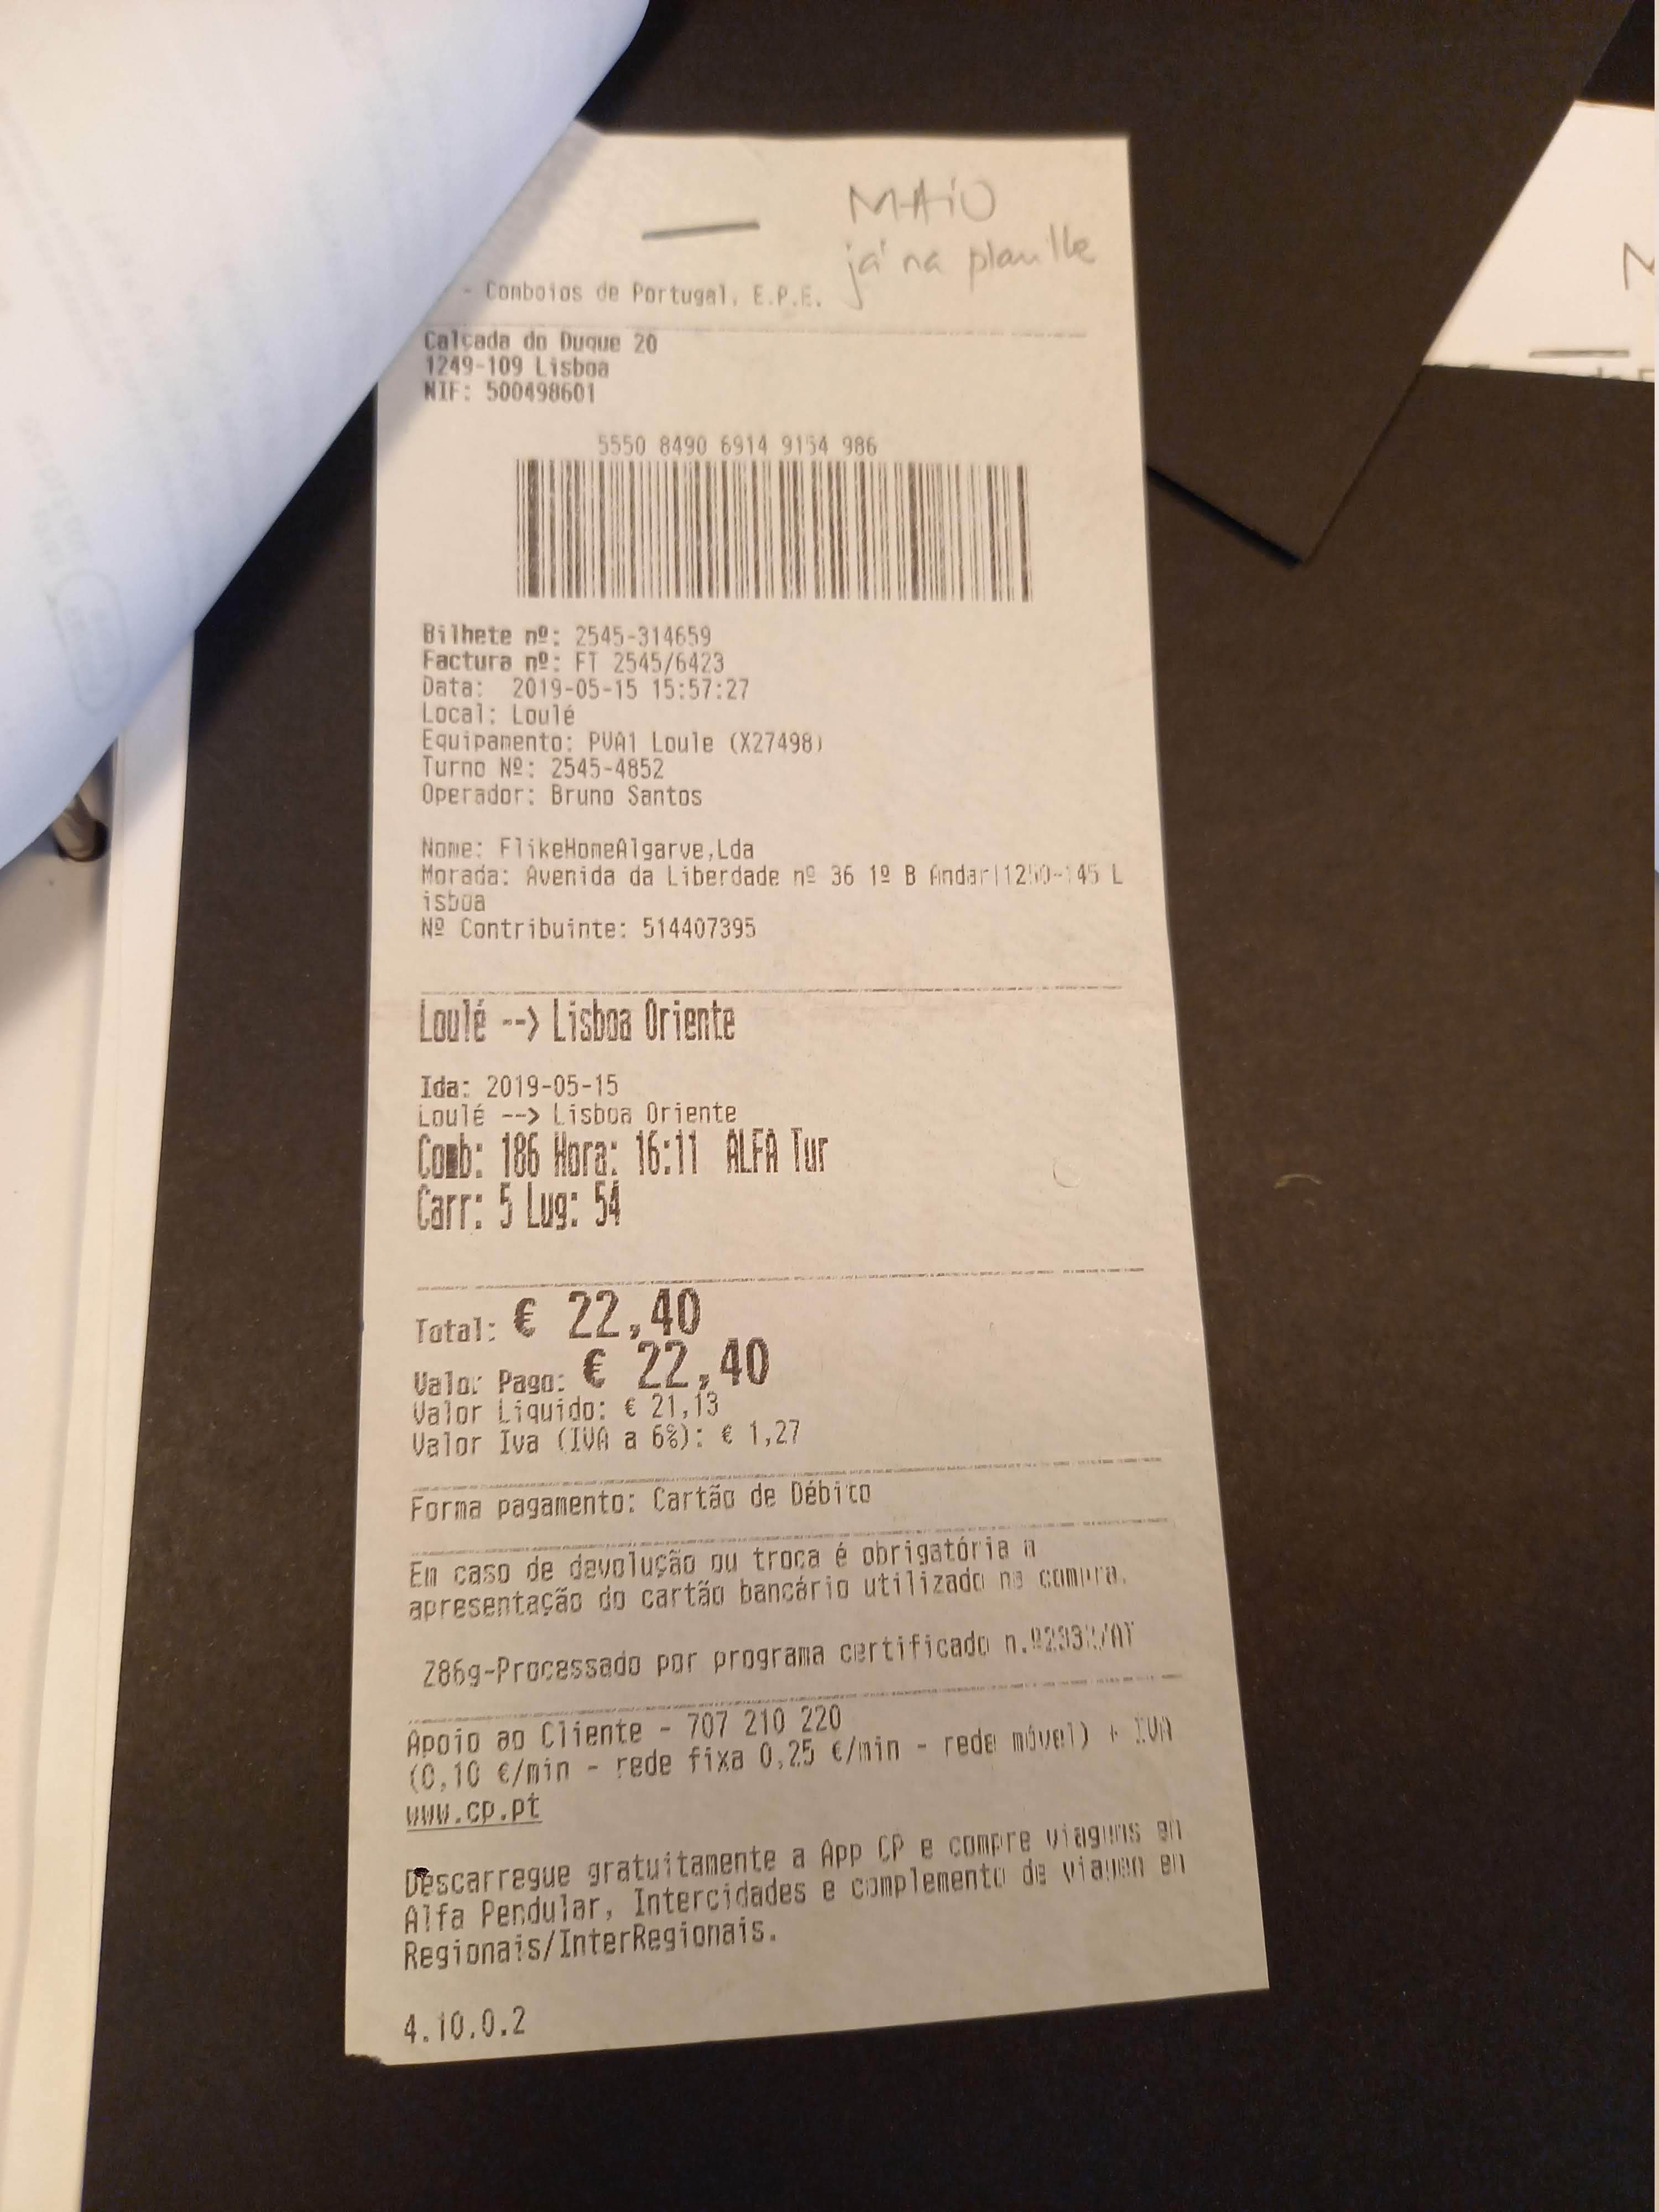 MAIO
já na planilha
- Comboios de Portugal, E.P.E.
Calçada do Duque 20
1249-109 Lisboa
NIF: 500498601
5550 8490 6914 9154 986
Bilhete nº: 2545-314659
Factura nº: FT 2545/6423
Data: 2019-05-15 15:57:27
Local: Loulé
Equipamento: PVA1 Loule (X27498)
Turno Nº: 2545-4852
Operador: Bruno Santos
Nome: FlikeHomeAlgarve,Lda
Morada: Avenida da Liberdade nº 36 1º B Andar|1250-145 L
isboa
Nº Contribuinte: 514407395
Loulé --> Lisboa Oriente
Ida: 2019-05-15
Loulé --> Lisboa Oriente
Comb: 186 Hora: 16:11 ALFA Tur
Carr: 5 Lug: 54
Total: € 22,40
Valor Pago: € 22,40
Valor Liquido: € 21,13
Valor Iva (IVA a 6%): € 1,27
Forma pagamento: Cartão de Débito
Em caso de devolução ou troca é obrigatória a
apresentação do cartão bancário utilizado na compra.
Z86g-Processado por programa certificado
Apoio ao Cliente - 707 210 220
(0,10 €/min - rede fixa 0,25 €/min - rede móvel) + IVA
www.cp.pt
Descarregue gratuitamente a App CP e compre viagens em
Alfa Pendular, Intercidades e complemento de viagem em
Regionais/InterRegionais.
4.10.0.2